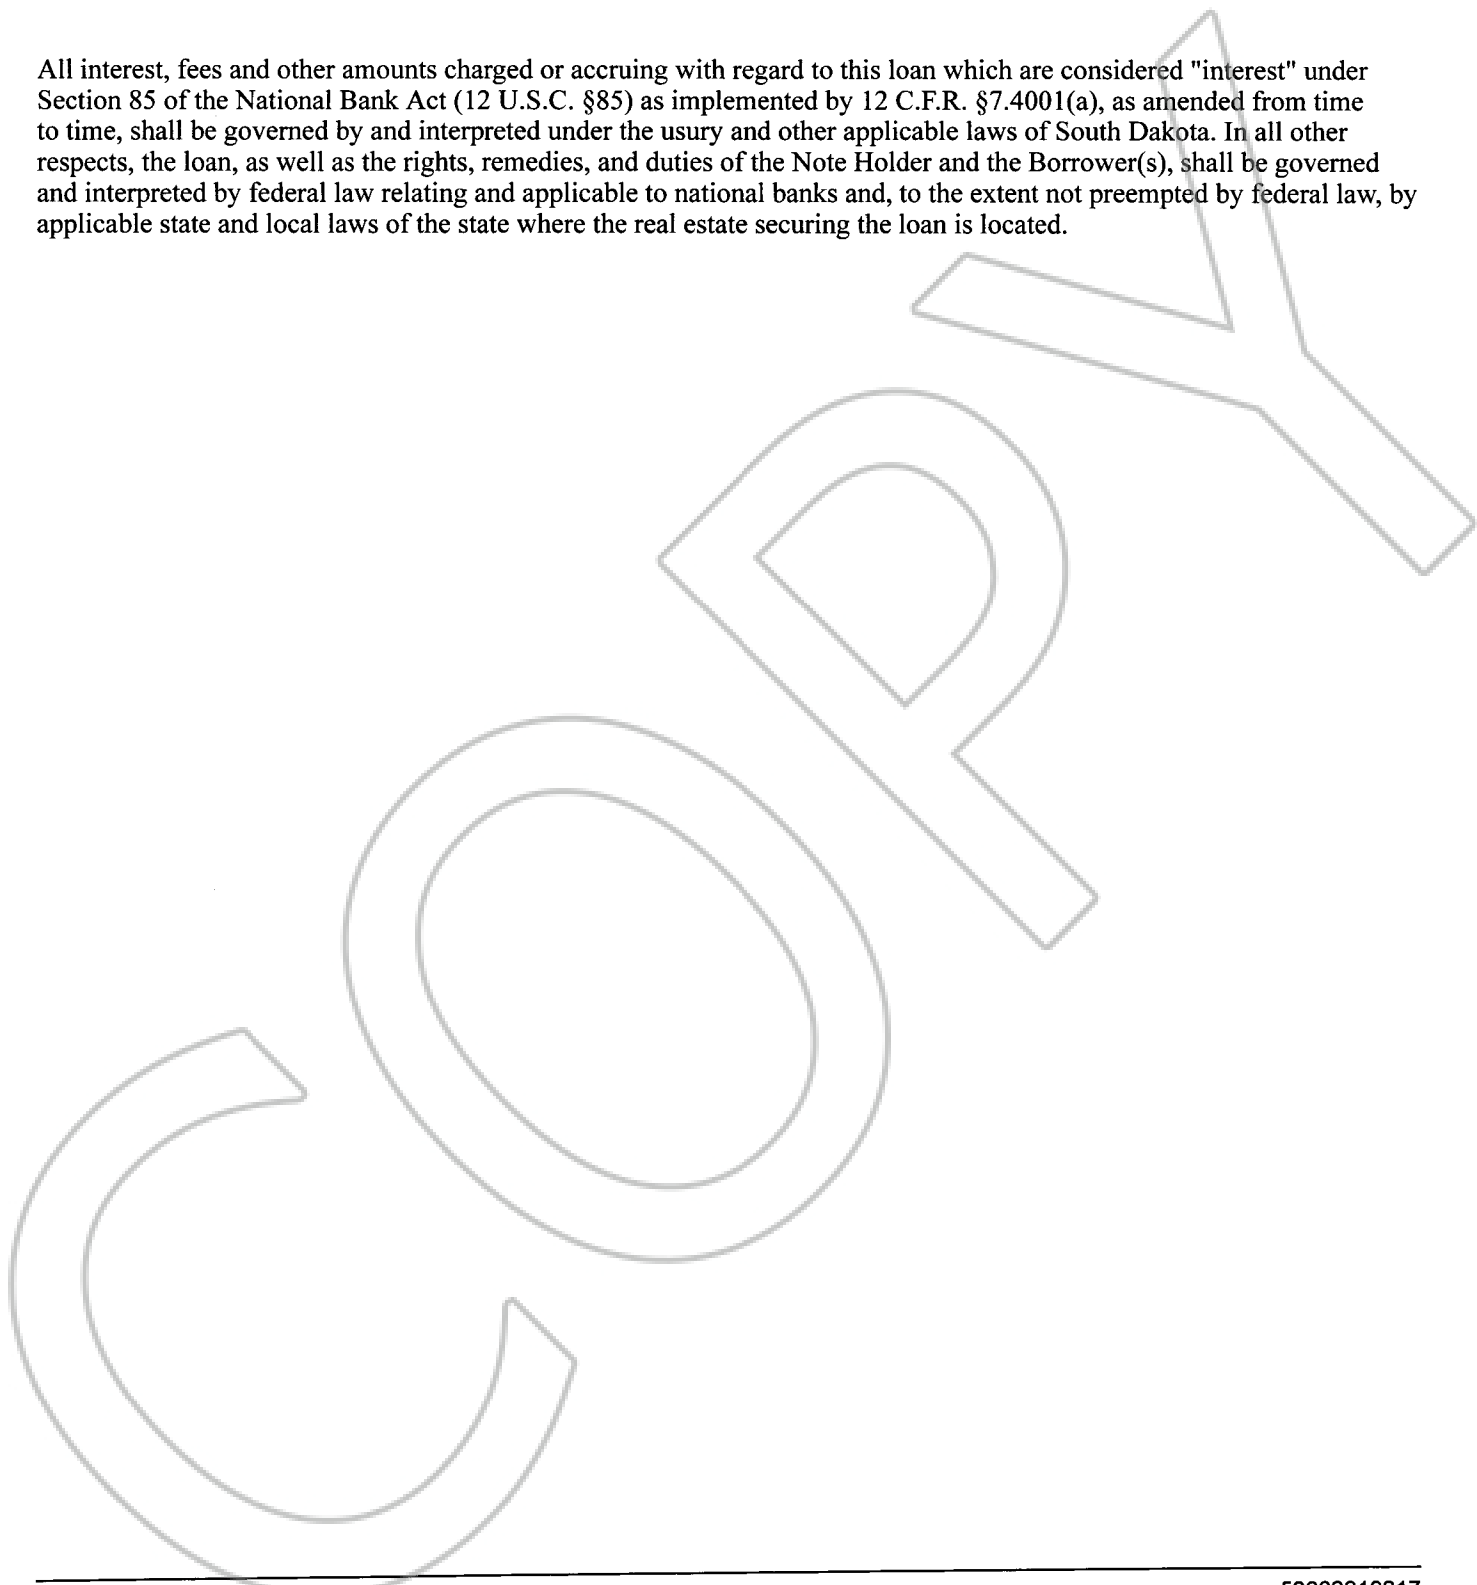 All interest, fees and other amounts charged or accruing with regard to this loan which are considered "interest" under
Section 85 of the National Bank Act (12 U.S.C. §85) as implemented by 12 C.F.R. §7.4001(a), as amended from time
to time, shall be governed by and interpreted under the usury and other applicable laws of South Dakota. In all other
respects, the loan, as well as the rights, remedies, and duties of the Note Holder and the Borrower(s), shall be governed
and interpreted by federal law relating and applicable to national banks and, to the extent not preempted by federal law, by
applicable state and local laws of the state where the real estate securing the loan is located.
COPY